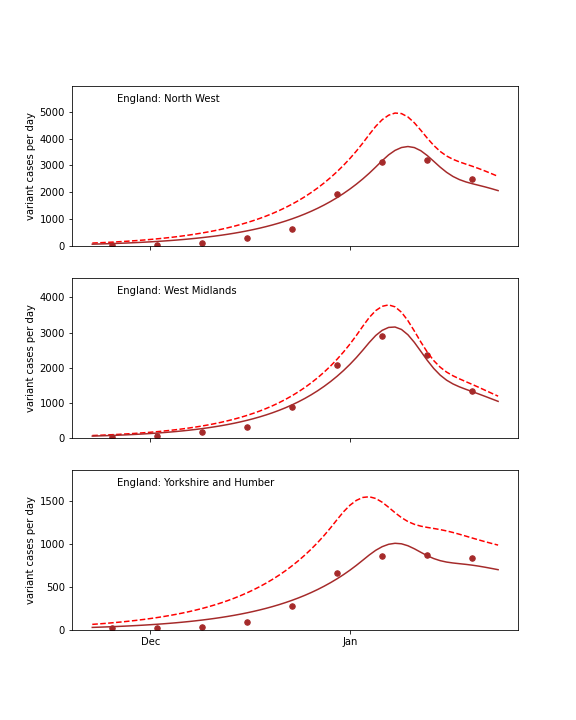 England: North West
variant cases per day
5000
4000
3000
2000
1000
0
England: West Midlands
variant cases per day
4000
3000
2000
1000
0
England: Yorkshire and Humber
variant cases per day
1500
1000
500
0
Dec Jan